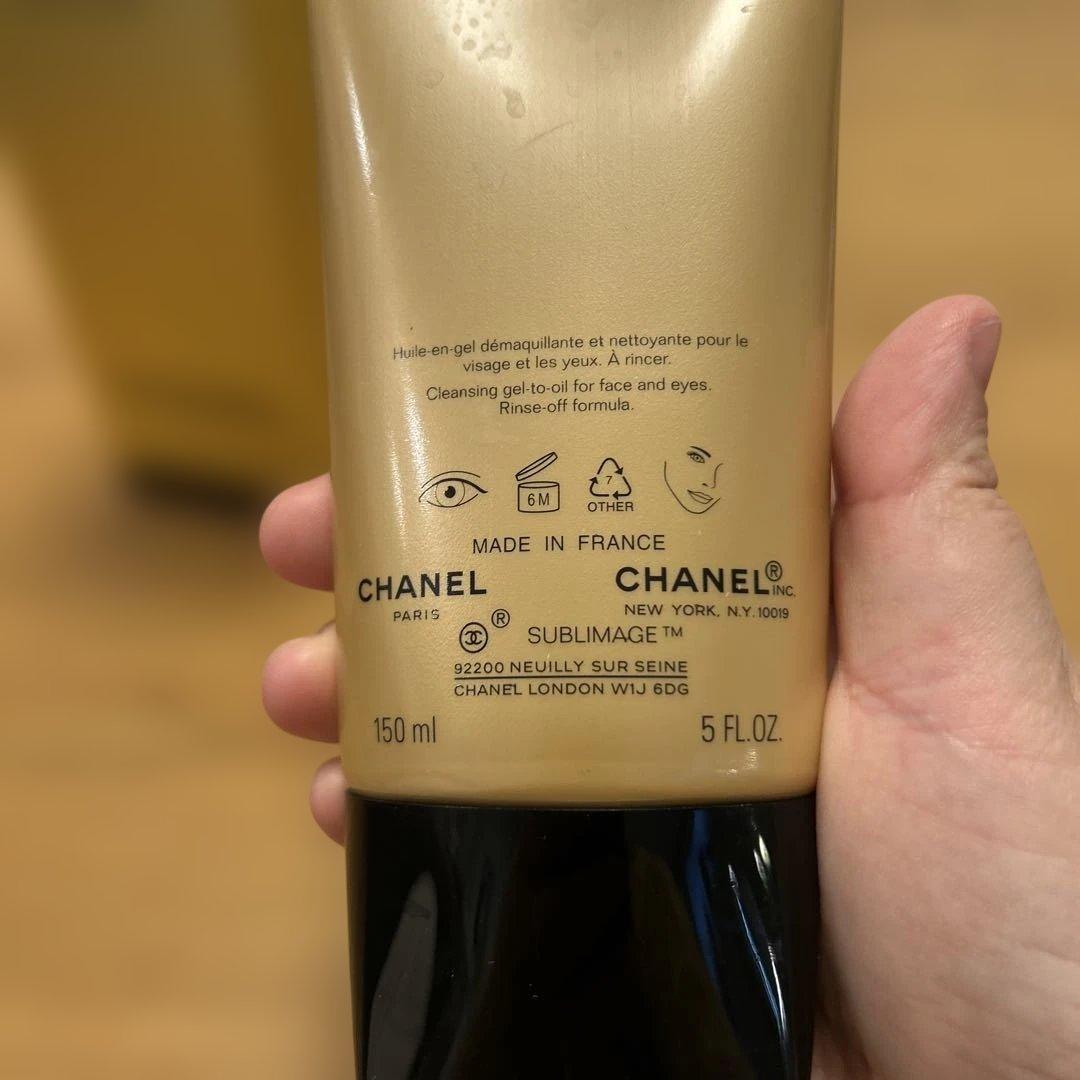 Huile-en-gel démaquillante et nettoyante pour le
visage et les yeux. À rincer.
Cleansing gel-to-oil for face and eyes.
Rinse-off formula.
6M
7
OTHER
MADE IN FRANCE
CHANEL
PARIS
CHANEL® INC.
NEW YORK, N.Y. 10019
® SUBLIMAGE™
92200 NEUILLY SUR SEINE
CHANEL LONDON W1J 6DG
150 ml
5 FL.OZ.